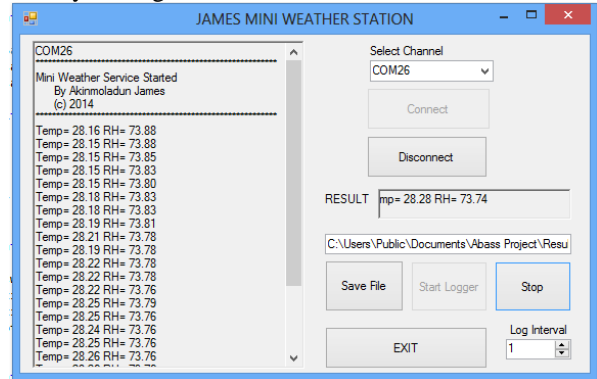 JAMES MINI WEATHER STATION
COM26
Mini Weather Service Started
By Akinmoladun James
(c) 2014
Temp= 28.16 RH= 73.88
Temp= 28.15 RH= 73.88
Temp= 28.15 RH= 73.85
Temp= 28.15 RH= 73.83
Temp= 28.15 RH= 73.80
Temp= 28.18 RH= 73.83
Temp= 28.18 RH= 73.83
Temp= 28.19 RH= 73.81
Temp= 28.21 RH= 73.78
Temp= 28.19 RH= 73.78
Temp= 28.22 RH= 73.78
Temp= 28.22 RH= 73.78
Temp= 28.22 RH= 73.76
Temp= 28.25 RH= 73.79
Temp= 28.25 RH= 73.76
Temp= 28.24 RH= 73.76
Temp= 28.25 RH= 73.76
Temp= 28.26 RH= 73.76
Select Channel
COM26
Connect
Disconnect
RESULT mp= 28.28 RH= 73.74
C:\Users\Public\Documents\Abass Project\Resu
Save File
Start Logger
Stop
EXIT
Log Interval
1